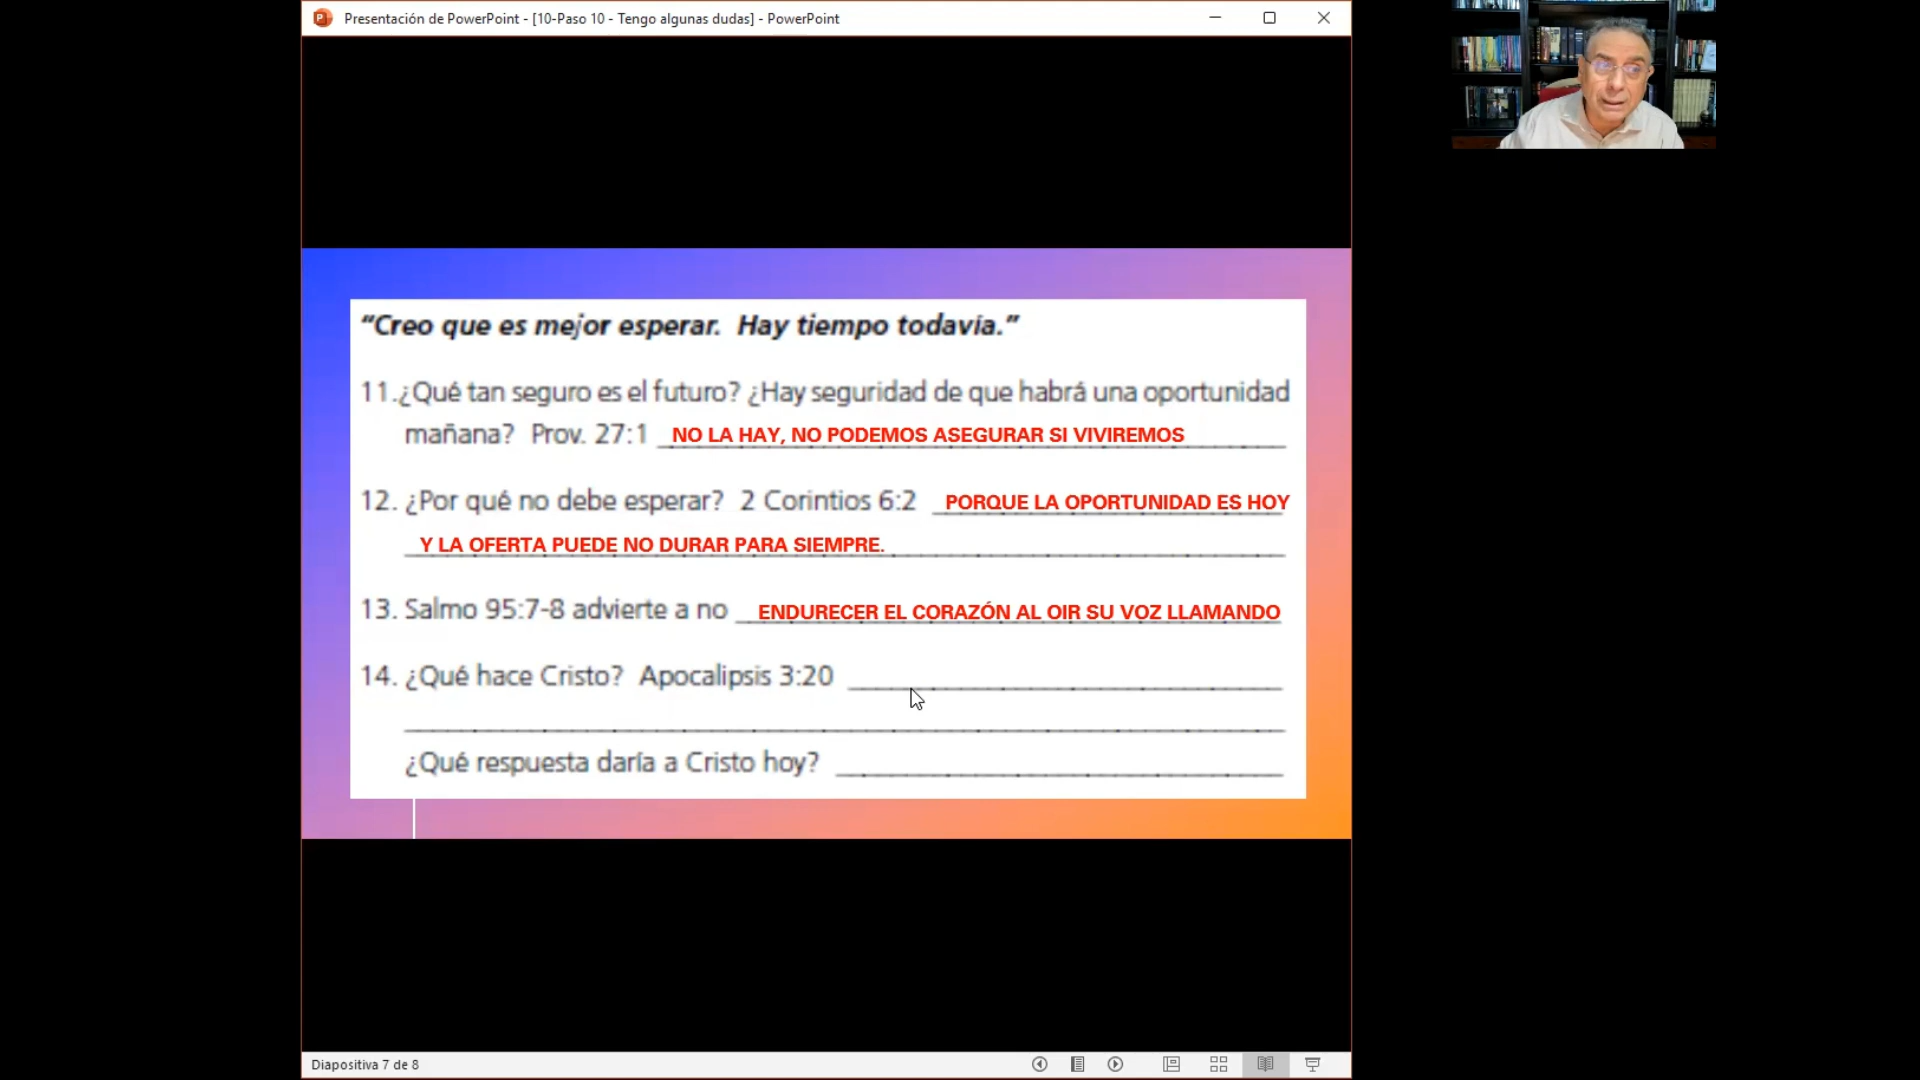 Presentación de PowerPoint - [10-Paso 10 - Tengo algunas dudas] - PowerPoint
“Creo que es mejor esperar. Hay tiempo todavía.”
11.¿Qué tan seguro es el futuro? ¿Hay seguridad de que habrá una oportunidad
mañana? Prov. 27:1 NO LA HAY, NO PODEMOS ASEGURAR SI VIVIREMOS
12. ¿Por qué no debe esperar? 2 Corintios 6:2 PORQUE LA OPORTUNIDAD ES HOY
Y LA OFERTA PUEDE NO DURAR PARA SIEMPRE.
13. Salmo 95:7-8 advierte a no ENDURECER EL CORAZÓN AL OIR SU VOZ LLAMANDO
14. ¿Qué hace Cristo? Apocalipsis 3:20
¿Qué respuesta daría a Cristo hoy?
Diapositiva 7 de 8